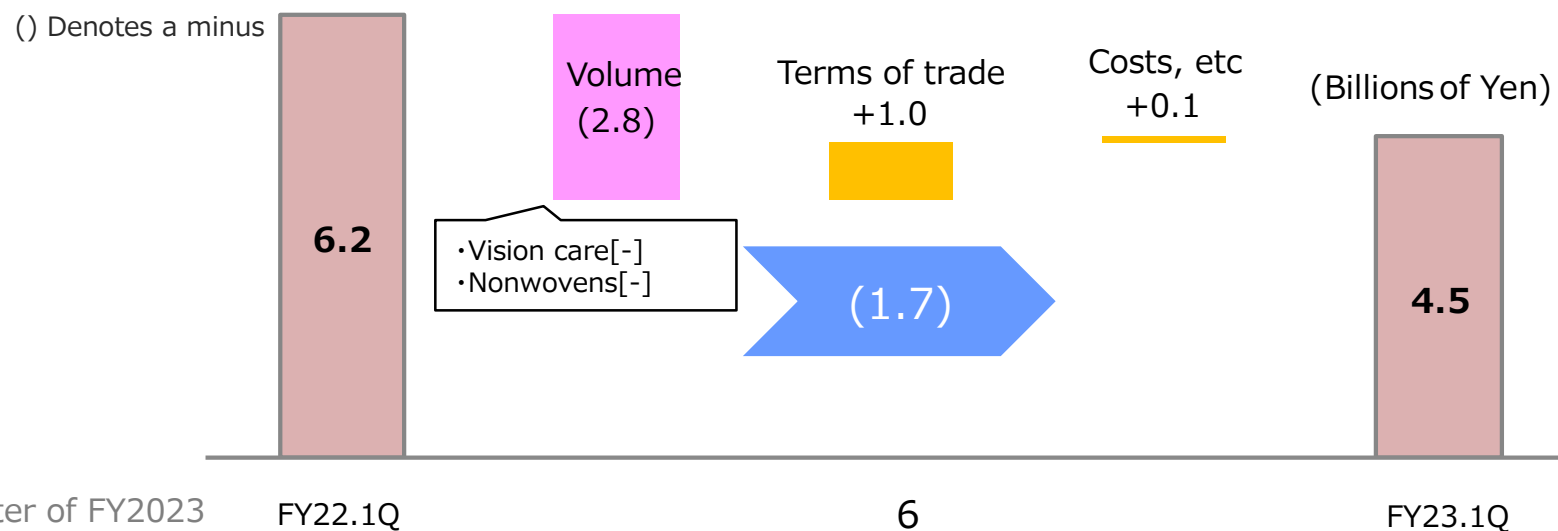 () Denotes a minus
Volume
(2.8)
Terms of trade
+1.0
Costs, etc
+0.1
(Billions of Yen)
6.2
・Vision care[-]
・Nonwovens[-]
(1.7)
4.5
ter of FY2023
FY22.1Q
6
FY23.1Q